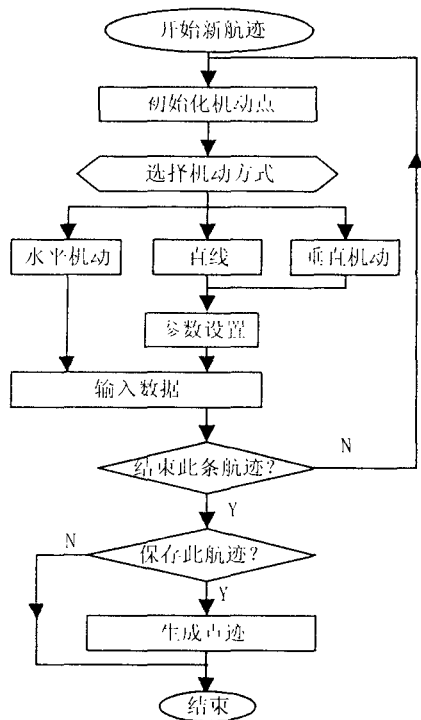 开始新航迹
初始化机动点
选择机动方式
水平机动
直线
垂直机动
参数设置
输入数据
结束此条航迹?
N
Y
保存此航迹?
N
Y
生成点迹
结束